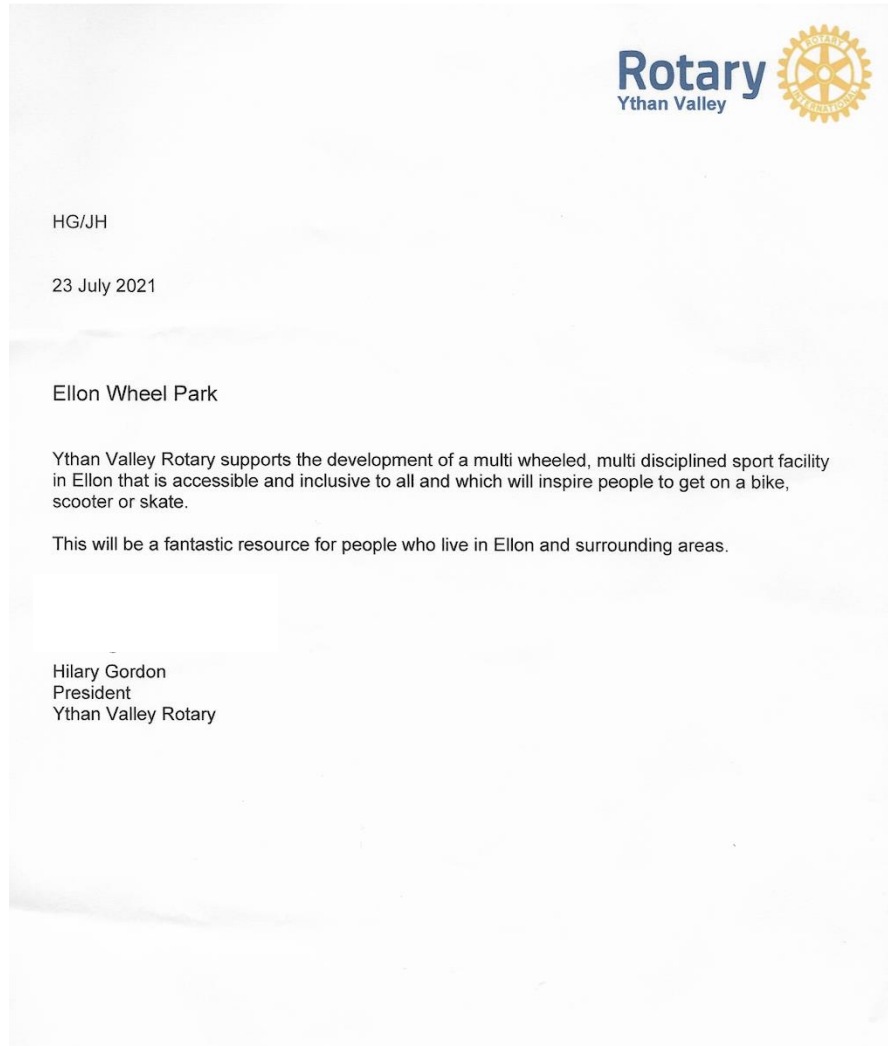 Rotary
Ythan Valley
ROTARY
INTERNATIONAL
HG/JH
23 July 2021
Ellon Wheel Park
Ythan Valley Rotary supports the development of a multi wheeled, multi disciplined sport facility
in Ellon that is accessible and inclusive to all and which will inspire people to get on a bike,
scooter or skate.
This will be a fantastic resource for people who live in Ellon and surrounding areas.
Hilary Gordon
President
Ythan Valley Rotary